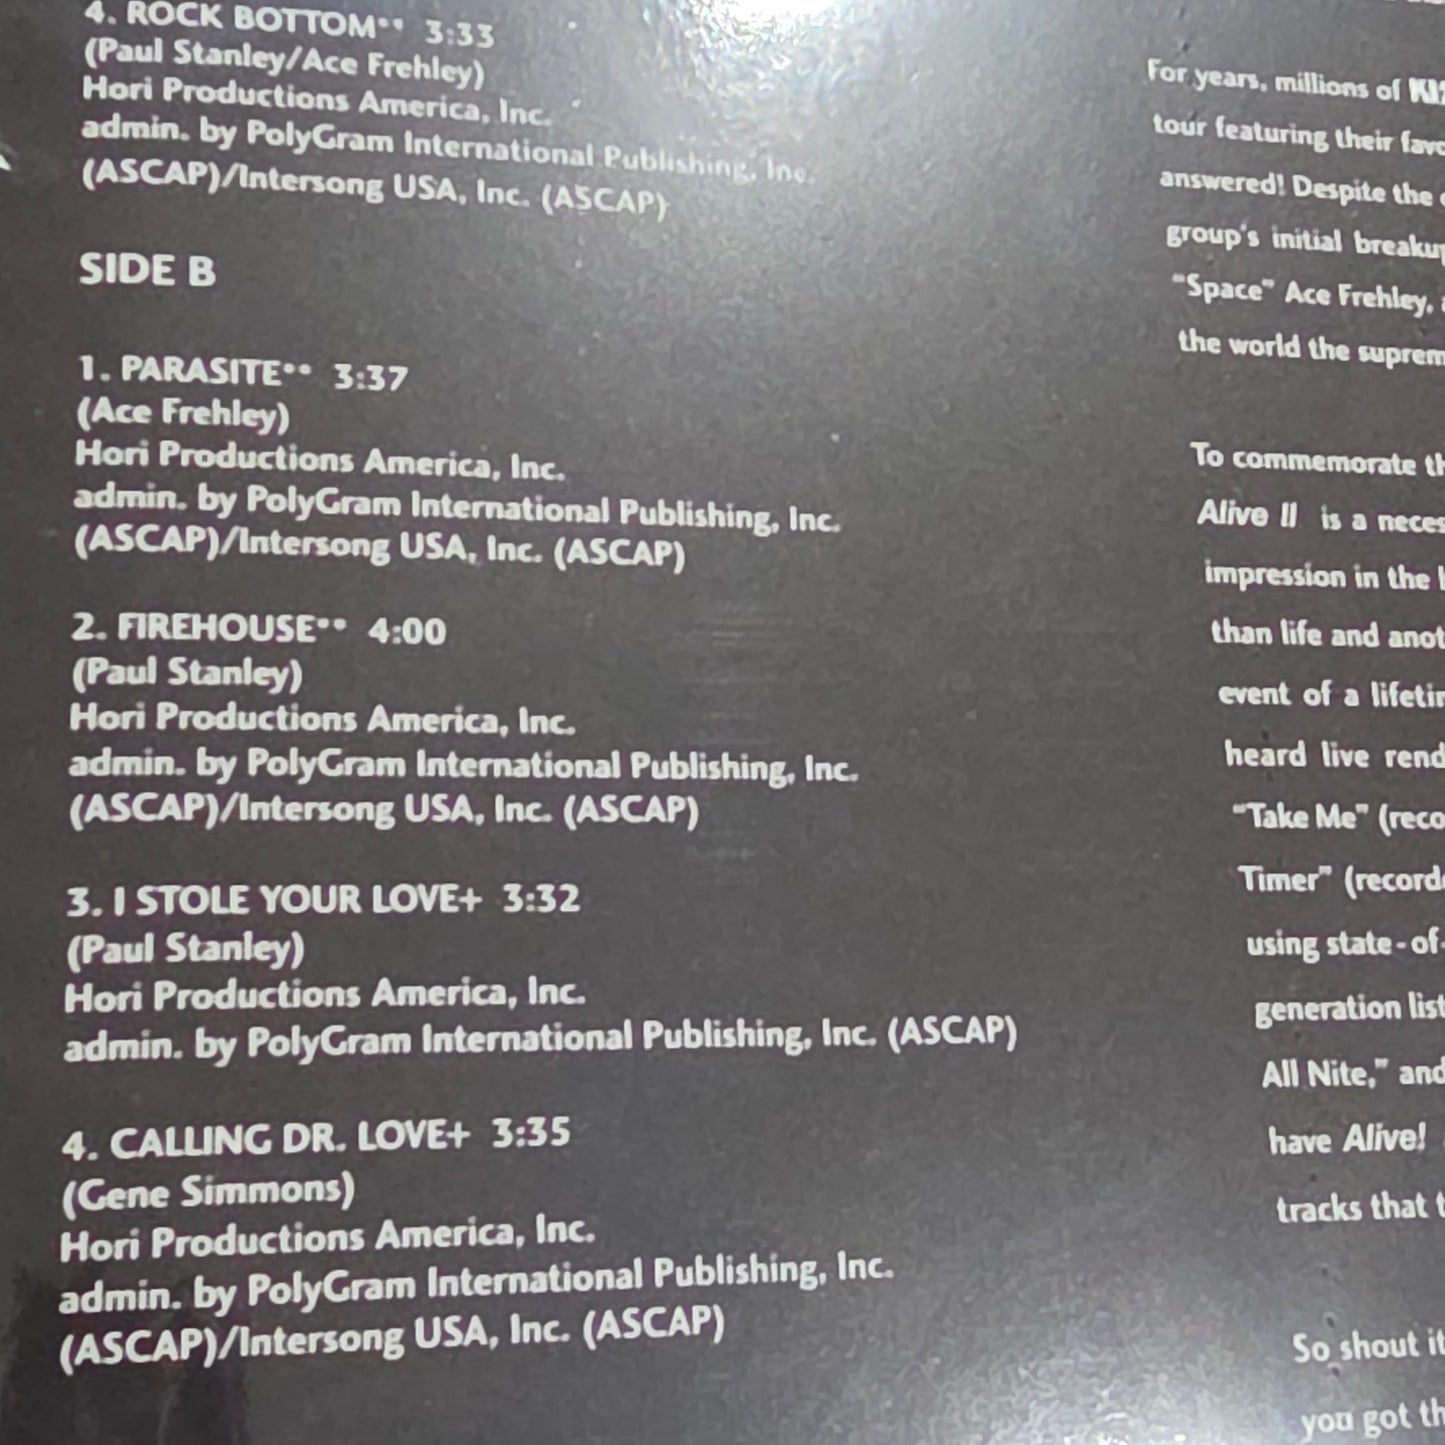 4. ROCK BOTTOM** 3:33
(Paul Stanley/Ace Frehley)
Hori Productions America, Inc.
admin. by PolyGram International Publishing, Inc.
(ASCAP)/Intersong USA, Inc. (ASCAP)
SIDE B
1. PARASITE** 3:37
(Ace Frehley)
Hori Productions America, Inc.
admin. by PolyGram International Publishing, Inc.
(ASCAP)/Intersong USA, Inc. (ASCAP)
2. FIREHOUSE** 4:00
(Paul Stanley)
Hori Productions America, Inc.
admin. by PolyGram International Publishing, Inc.
(ASCAP)/Intersong USA, Inc. (ASCAP)
3. I STOLE YOUR LOVE+ 3:32
(Paul Stanley)
Hori Productions America, Inc.
admin. by PolyGram International Publishing, Inc. (ASCAP)
4. CALLING DR. LOVE+ 3:35
(Gene Simmons)
Hori Productions America, Inc.
admin. by PolyGram International Publishing, Inc.
(ASCAP)/Intersong USA, Inc. (ASCAP)
For years, millions of
tour featuring their
answered! Despite the
group's initial
"Space" Ace Frehley,
the world the
To commemorate
Alive II is a
impression in the
than life and
event of a
heard live
"Take Me"
Timer"
using
generation
All Nite," and
have Alive!
tracks that
So shout
you got